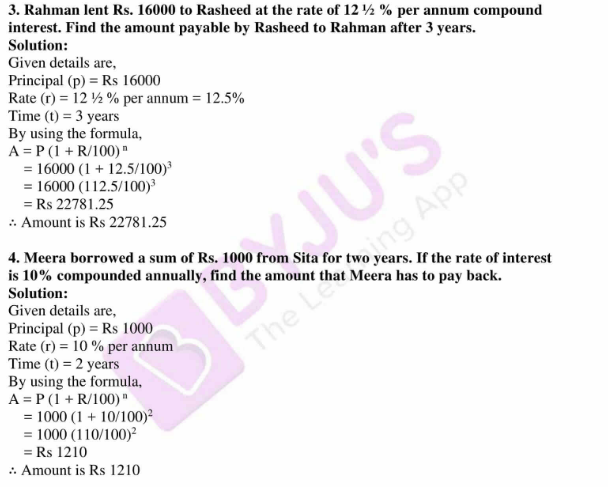 3. Rahman lent Rs. 16000 to Rasheed at the rate of 12 ½ % per annum compound
interest. Find the amount payable by Rasheed to Rahman after 3 years.
Solution:
Given details are,
Principal (p) = Rs 16000
Rate (r) = 12 ½ % per annum = 12.5%
Time (t) = 3 years
By using the formula,
A = P (1 + R/100) ⁿ
= 16000 (1 + 12.5/100)³
= 16000 (112.5/100)³
= Rs 22781.25
∴ Amount is Rs 22781.25
4. Meera borrowed a sum of Rs. 1000 from Sita for two years. If the rate of interest
is 10% compounded annually, find the amount that Meera has to pay back.
Solution:
Given details are,
Principal (p) = Rs 1000
Rate (r) = 10 % per annum
Time (t) = 2 years
By using the formula,
A = P (1 + R/100) ⁿ
= 1000 (1 + 10/100)²
= 1000 (110/100)²
= Rs 1210
∴ Amount is Rs 1210
BYJU'S
The Learning App